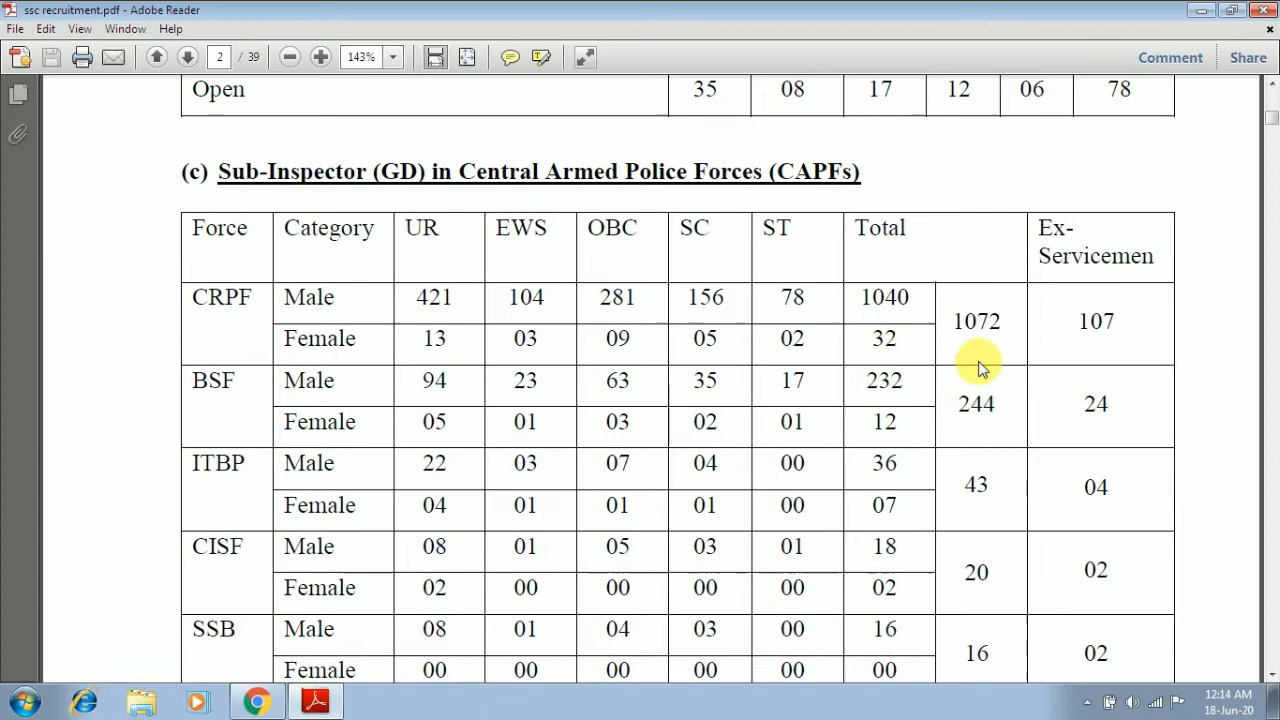 ssc recruitment.pdf - Adobe Reader
File Edit View Window Help
2 / 39 143% Comment Share
Open 35 08 17 12 06 78
(c) Sub-Inspector (GD) in Central Armed Police Forces (CAPFs)
Force Category UR EWS OBC SC ST Total Ex-
Servicemen
CRPF Male 421 104 281 156 78 1040
1072 107
Female 13 03 09 05 02 32
BSF Male 94 23 63 35 17 232
244 24
Female 05 01 03 02 01 12
ITBP Male 22 03 07 04 00 36
43 04
Female 04 01 01 01 00 07
CISF Male 08 01 05 03 01 18
20 02
Female 02 00 00 00 00 02
SSB Male 08 01 04 03 00 16
16 02
Female 00 00 00 00 00 00
12:14 AM
18-Jun-20